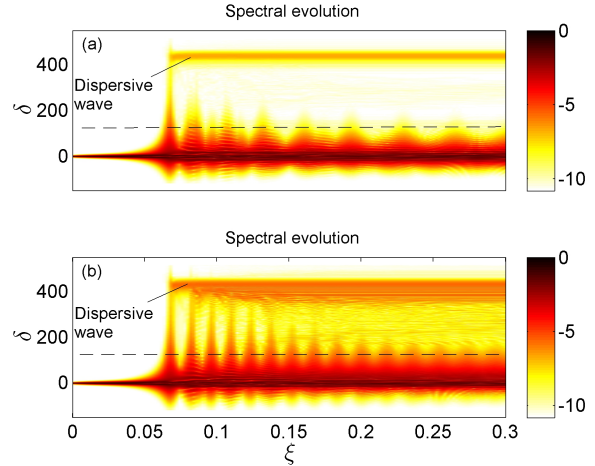 Spectral evolution
(a)
Dispersive
wave
δ
400
200
0
0
-5
-10
Spectral evolution
(b)
Dispersive
wave
δ
400
200
0
0
-5
-10
0 0.05 0.1 0.15 0.2 0.25 0.3
ξ